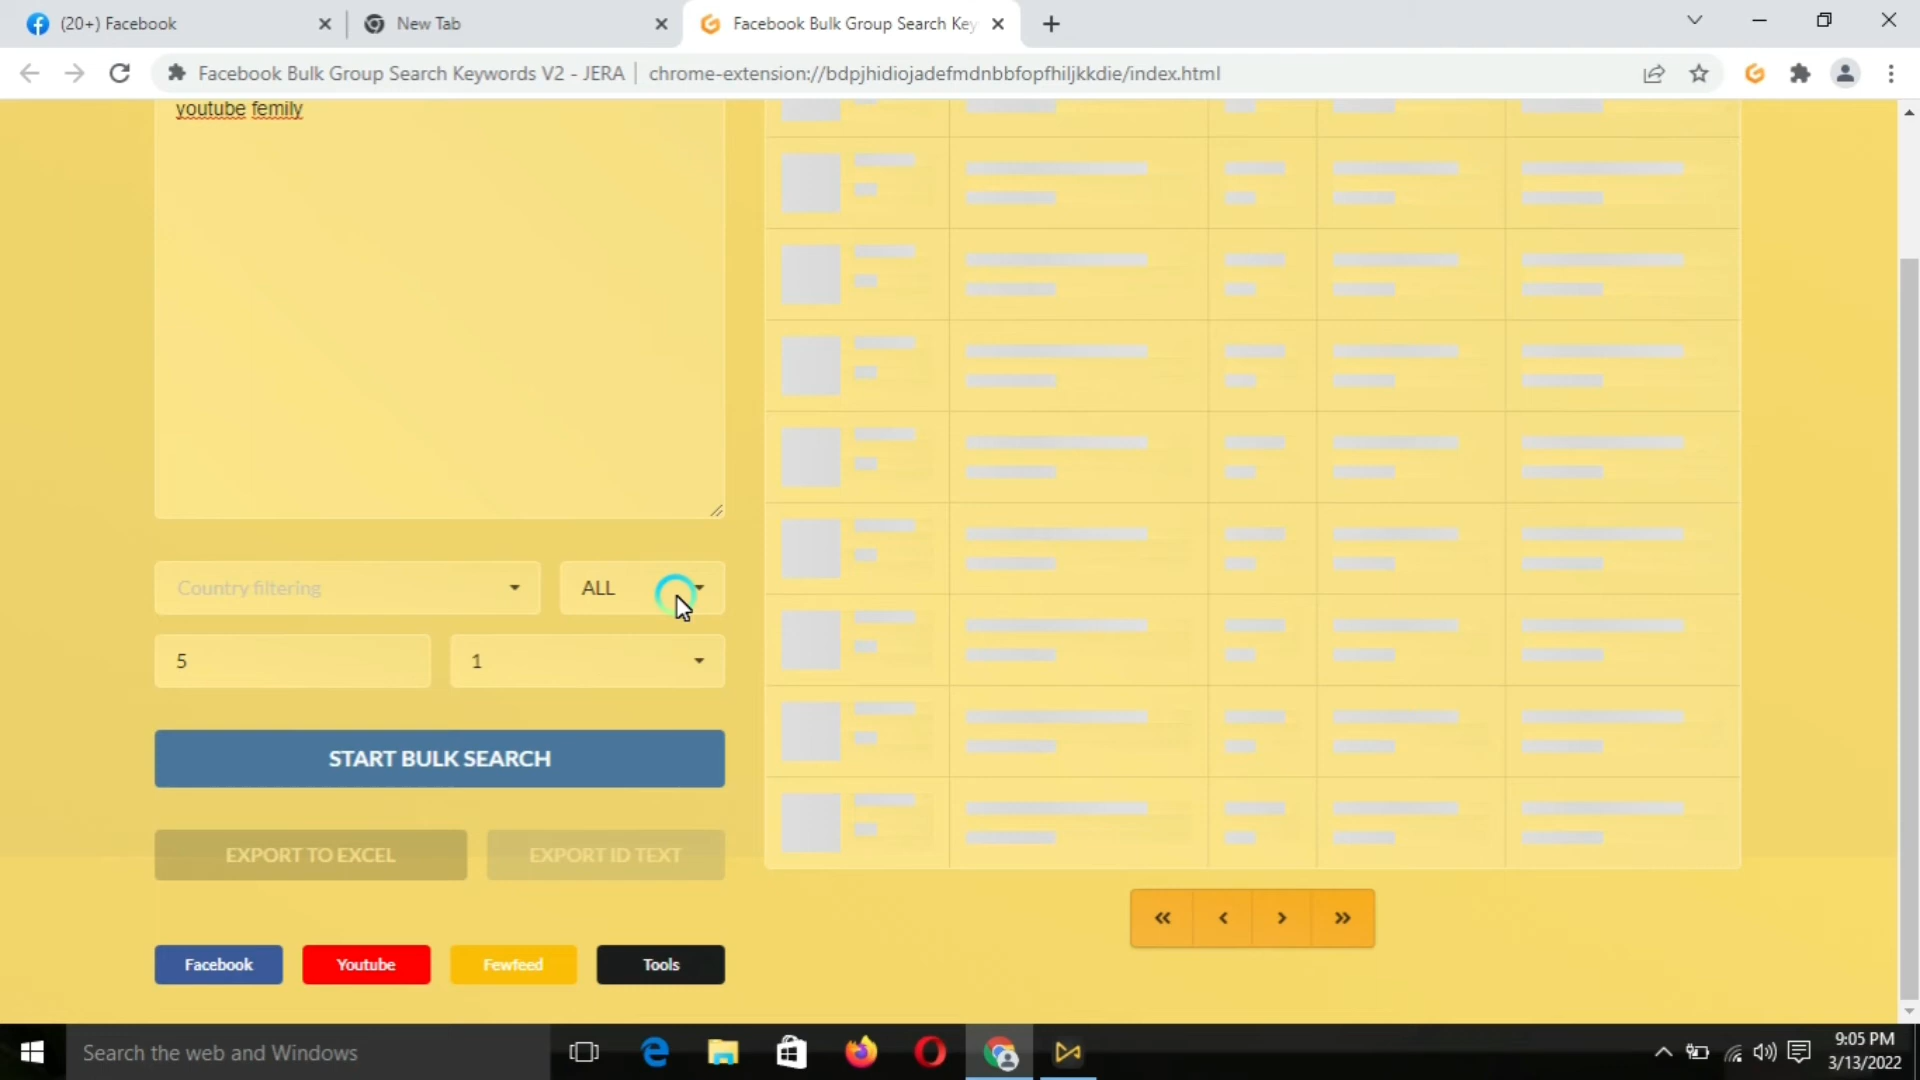 (20+) Facebook
New Tab
Facebook Bulk Group Search Key
Facebook Bulk Group Search Keywords V2 - JERA
chrome-extension://bdpjhidiojadefmdnbbfopfhiljkkdie/index.html
youtube femily
Country filtering
ALL
5
1
START BULK SEARCH
EXPORT TO EXCEL
EXPORT ID TEXT
«
‹
›
»
Facebook
Youtube
Fewfeed
Tools
Search the web and Windows
9:05 PM
3/13/2022